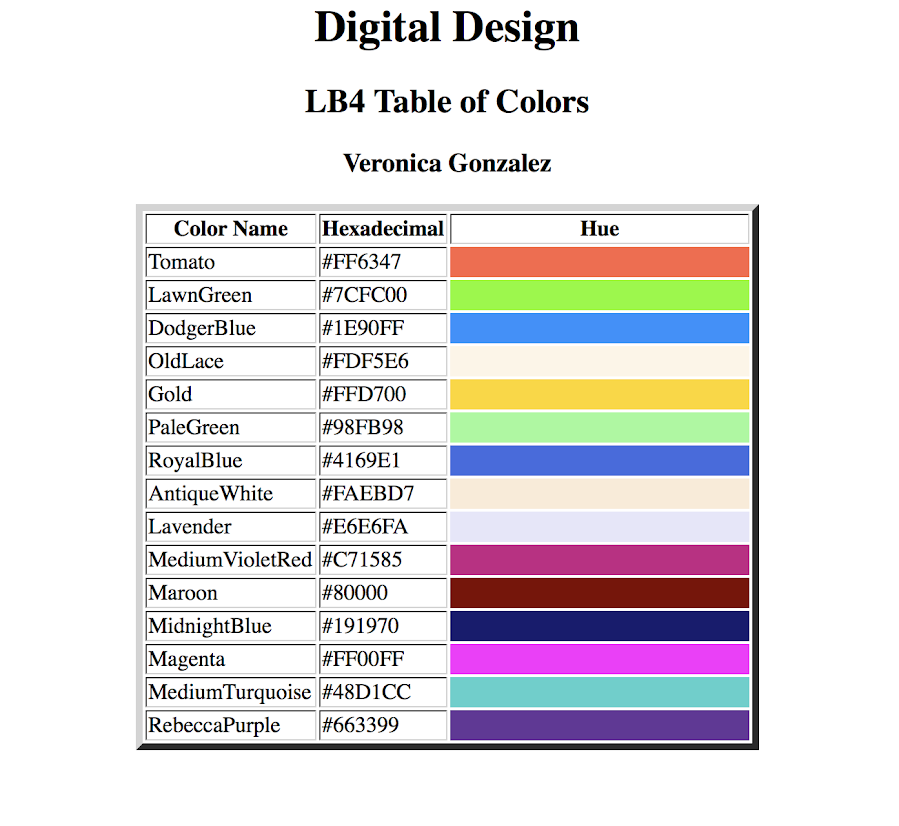 Digital Design
LB4 Table of Colors
Veronica Gonzalez
Color Name Hexadecimal Hue
Tomato #FF6347
LawnGreen #7CFC00
DodgerBlue #1E90FF
OldLace #FDF5E6
Gold #FFD700
PaleGreen #98FB98
RoyalBlue #4169E1
AntiqueWhite #FAEBD7
Lavender #E6E6FA
MediumVioletRed #C71585
Maroon #80000
MidnightBlue #191970
Magenta #FF00FF
MediumTurquoise #48D1CC
RebeccaPurple #663399